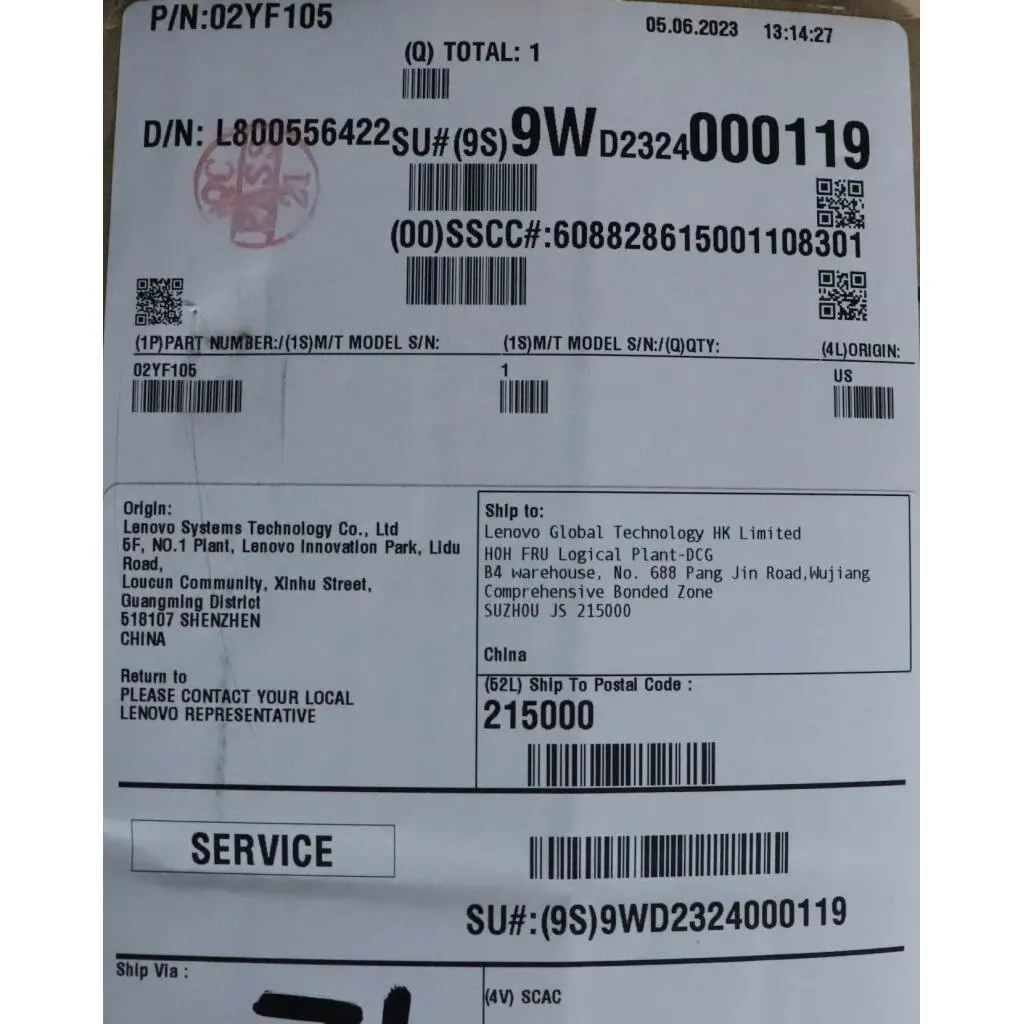 P/N:02YF105
05.06.2023 13:14:27
(Q) TOTAL: 1
D/N: L800556422
SU#(9S)9WD2324000119
QC PASS 21
(00)SSCC#:608828615001108301
(1P)PART NUMBER:/(1S)M/T MODEL S/N:
(1S)M/T MODEL S/N:/(Q)QTY:
(4L)ORIGIN:
02YF105
1
US
Origin:
Lenovo Systems Technology Co., Ltd
5F, NO.1 Plant, Lenovo Innovation Park, Lidu
Road,
Loucun Community, Xinhu Street,
Guangming District
518107 SHENZHEN
CHINA
Return to
PLEASE CONTACT YOUR LOCAL
LENOVO REPRESENTATIVE
Ship to:
Lenovo Global Technology HK Limited
HOH FRU Logical Plant-DCG
B4 warehouse, No. 688 Pang Jin Road,Wujiang
Comprehensive Bonded Zone
SUZHOU JS 215000
China
(52L) Ship To Postal Code :
215000
SERVICE
SU#:(9S)9WD2324000119
Ship Via :
(4V) SCAC